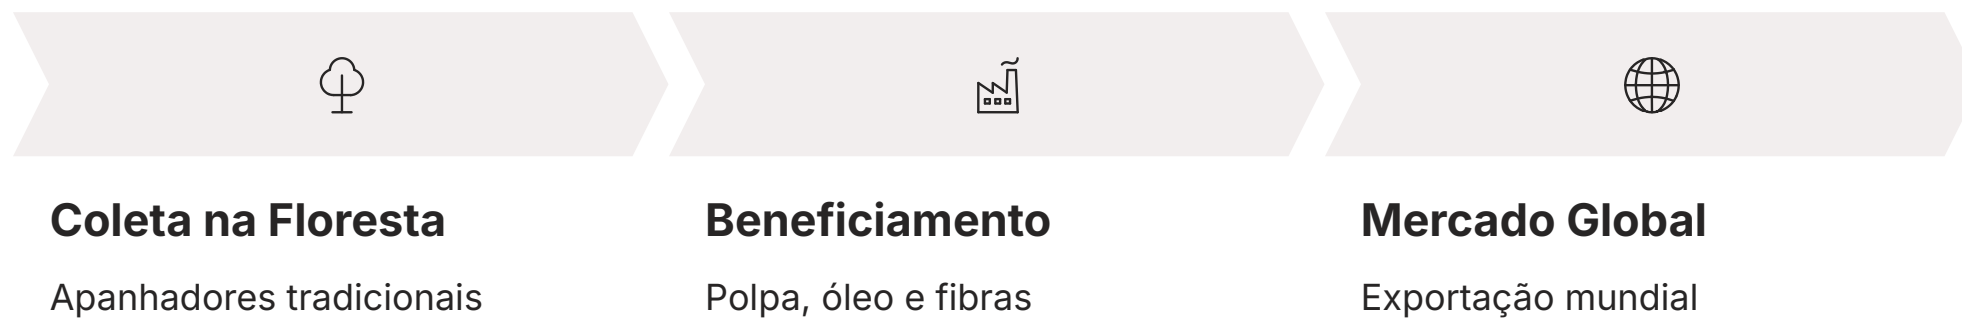 Coleta na Floresta
Apanhadores tradicionais
Beneficiamento
Polpa, óleo e fibras
Mercado Global
Exportação mundial